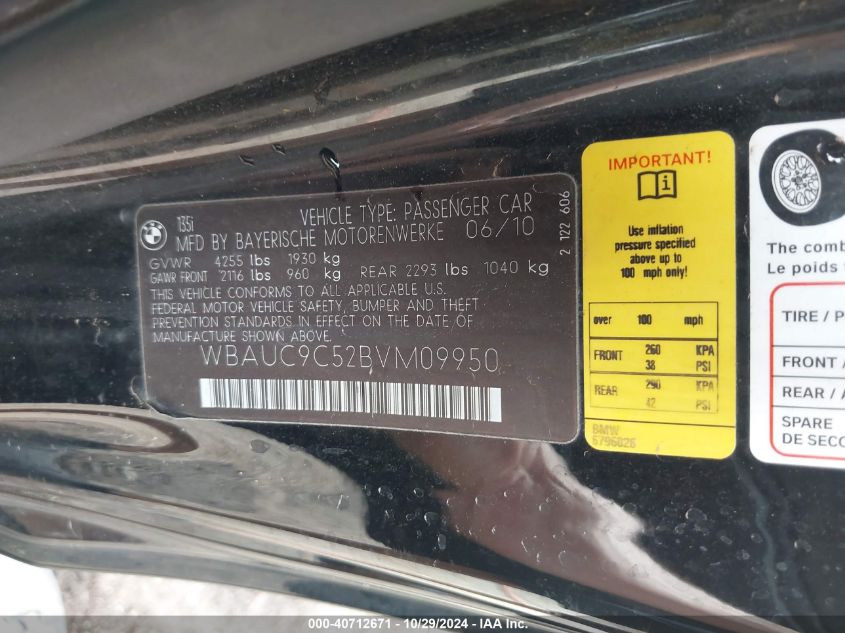 BMW
135i
VEHICLE TYPE: PASSENGER CAR
MFD BY BAYERISCHE MOTORENWERKE 06/10
GVWR 4255 lbs 1930 kg
GAWR FRONT 2116 lbs 960 kg REAR 2293 lbs 1040 kg
THIS VEHICLE CONFORMS TO ALL APPLICABLE U.S.
FEDERAL MOTOR VEHICLE SAFETY, BUMPER AND THEFT
PREVENTION STANDARDS IN EFFECT ON THE DATE OF
MANUFACTURE SHOWN ABOVE.
WBAUC9C52BVM09950
2 122 606
IMPORTANT!
i
Use inflation
pressure specified
above up to
100 mph only!
over 100 mph
FRONT 260 KPA
38 PSI
REAR 290 KPA
42 PSI
BMW
6796026
The comb
Le poids
TIRE / P
FRONT /
REAR / A
SPARE
DE SECO
000-40712671 - 10/29/2024 - IAA Inc.